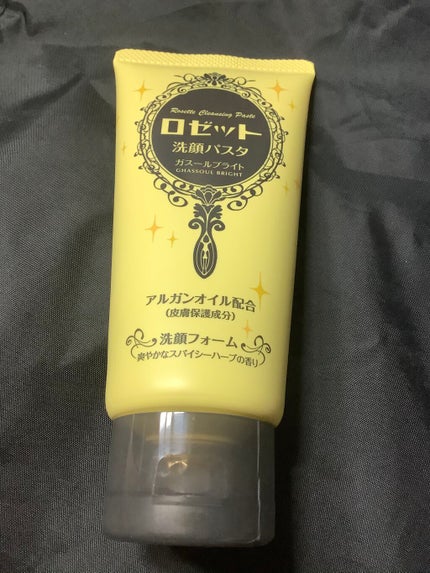 Rosette Cleansing Paste
ロゼット
洗顔パスタ
ガスールブライト
GHASSOUL BRIGHT
アルガンオイル配合
(皮膚保護成分)
洗顔フォーム
爽やかなスパイシーハーブの香り